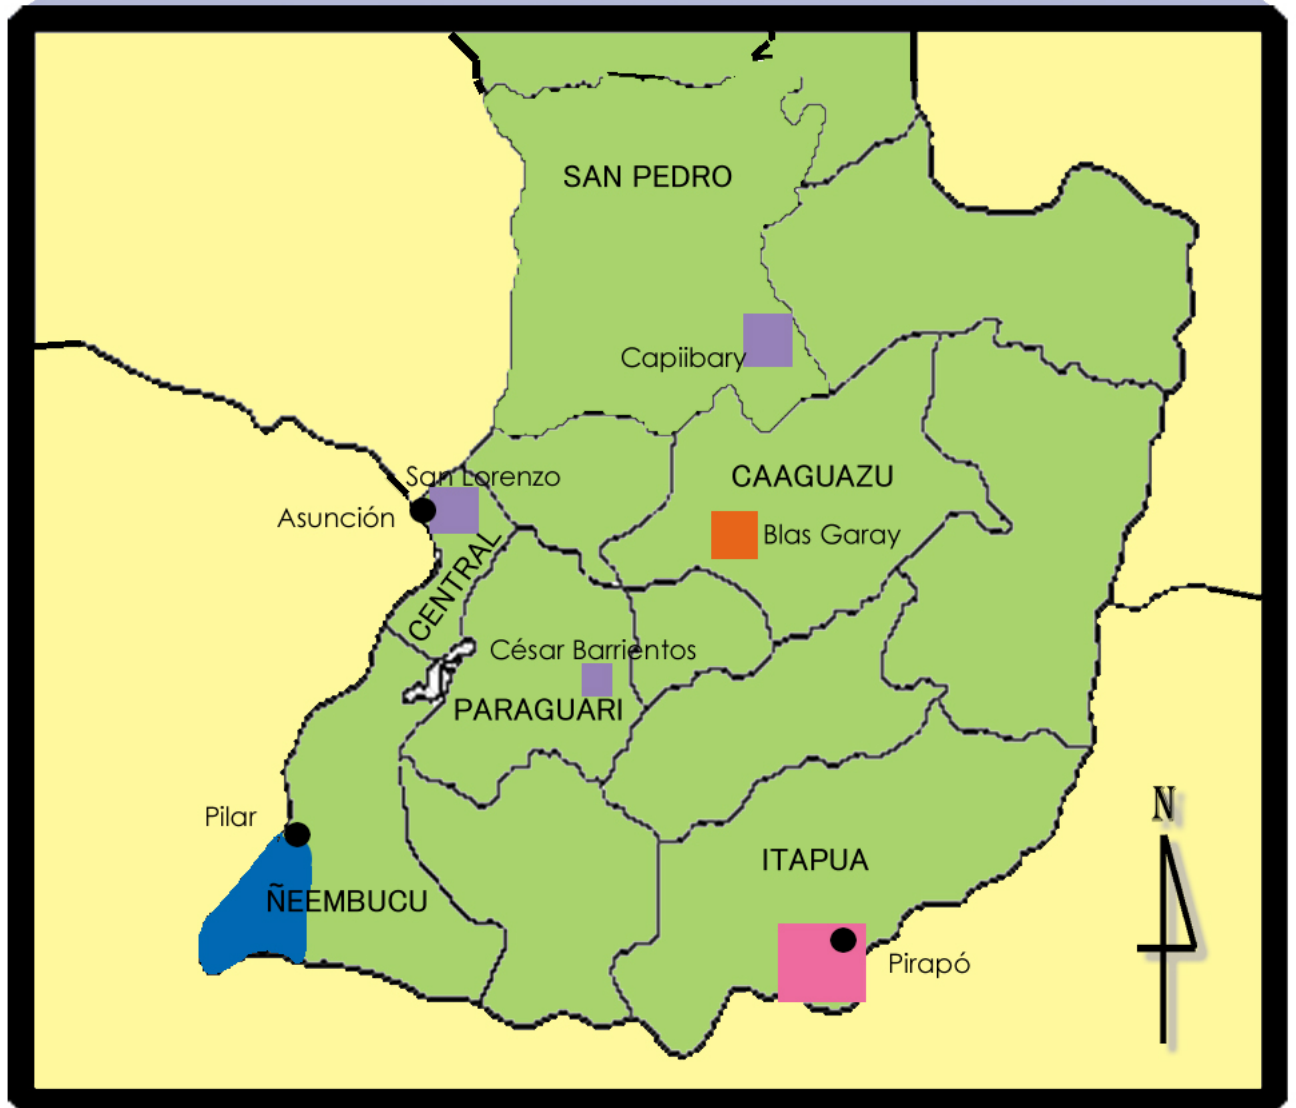 SAN PEDRO
Capiibary
San Lorenzo
CAAGUAZU
Asunción
Blas Garay
CENTRAL
César Barrientos
PARAGUARI
N
Pilar
ITAPUA
ÑEEMBUCU
Pirapó